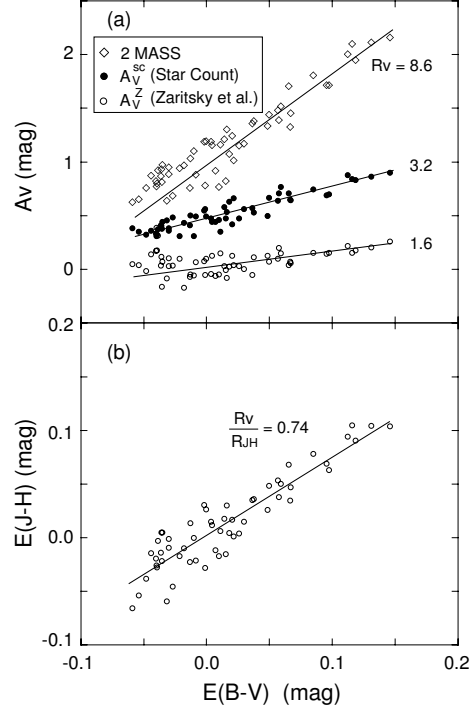 (a)
2 MASS
A_V^sc (Star Count)
A_V^Z (Zaritsky et al.)
Rv = 8.6
3.2
1.6
2
1
0
Av (mag)
(b)
Rv
R_JH
= 0.74
0.2
0.1
0.0
-0.1
E(J-H) (mag)
-0.1
0.0
0.1
0.2
E(B-V) (mag)